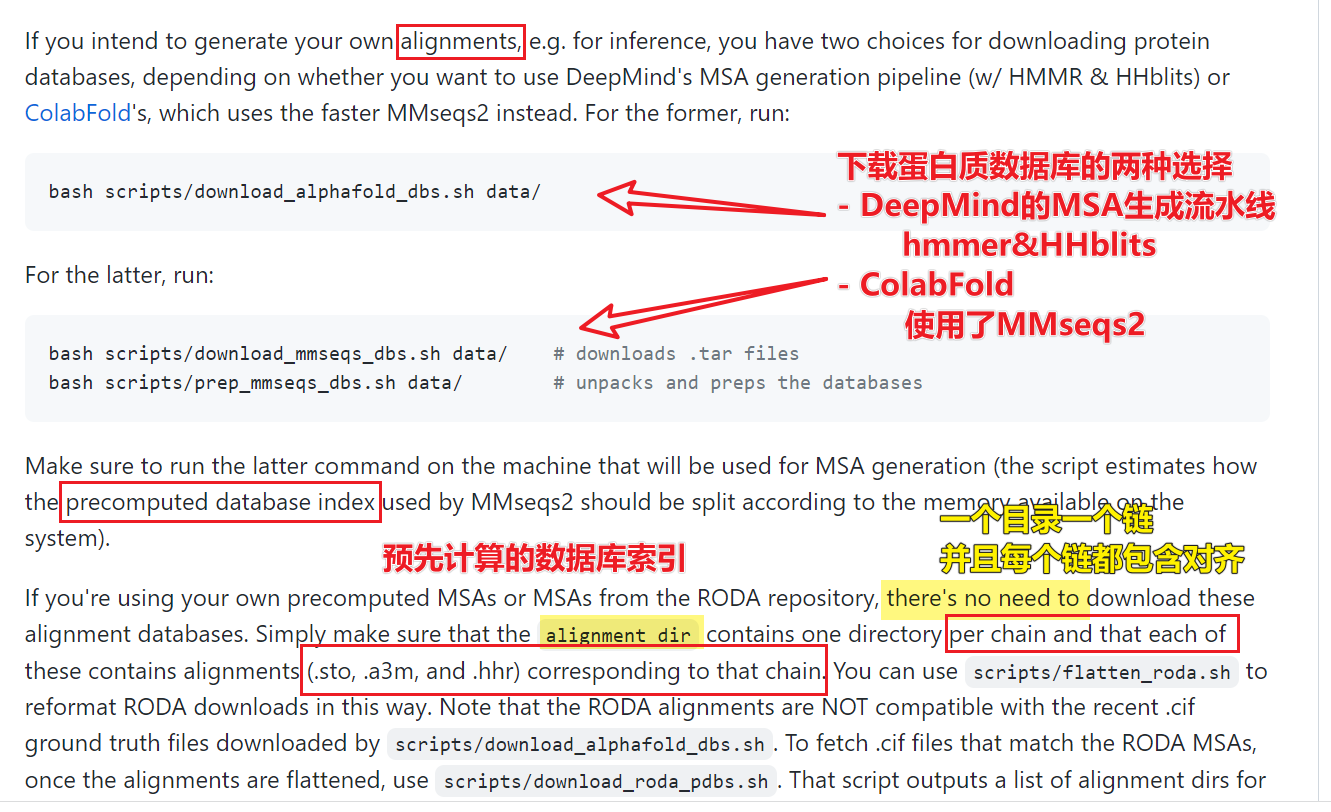 If you intend to generate your own alignments, e.g. for inference, you have two choices for downloading protein
databases, depending on whether you want to use DeepMind's MSA generation pipeline (w/ HMMR & HHblits) or
ColabFold's, which uses the faster MMseqs2 instead. For the former, run:
下载蛋白质数据库的两种选择
bash scripts/download_alphafold_dbs.sh data/
- DeepMind的MSA生成流水线
hmmer&HHblits
For the latter, run:
- ColabFold
使用了MMseqs2
bash scripts/download_mmseqs_dbs.sh data/    # downloads .tar files
bash scripts/prep_mmseqs_dbs.sh data/        # unpacks and preps the databases
Make sure to run the latter command on the machine that will be used for MSA generation (the script estimates how
the precomputed database index used by MMseqs2 should be split according to the memory available on the
system).
一个目录一个链
并且每个链都包含对齐
预先计算的数据库索引
If you're using your own precomputed MSAs or MSAs from the RODA repository, there's no need to download these
alignment databases. Simply make sure that the alignment_dir contains one directory per chain and that each of
these contains alignments (.sto, .a3m, and .hhr) corresponding to that chain. You can use scripts/flatten_roda.sh to
reformat RODA downloads in this way. Note that the RODA alignments are NOT compatible with the recent .cif
ground truth files downloaded by scripts/download_alphafold_dbs.sh. To fetch .cif files that match the RODA MSAs,
once the alignments are flattened, use scripts/download_roda_pdbs.sh. That script outputs a list of alignment dirs for